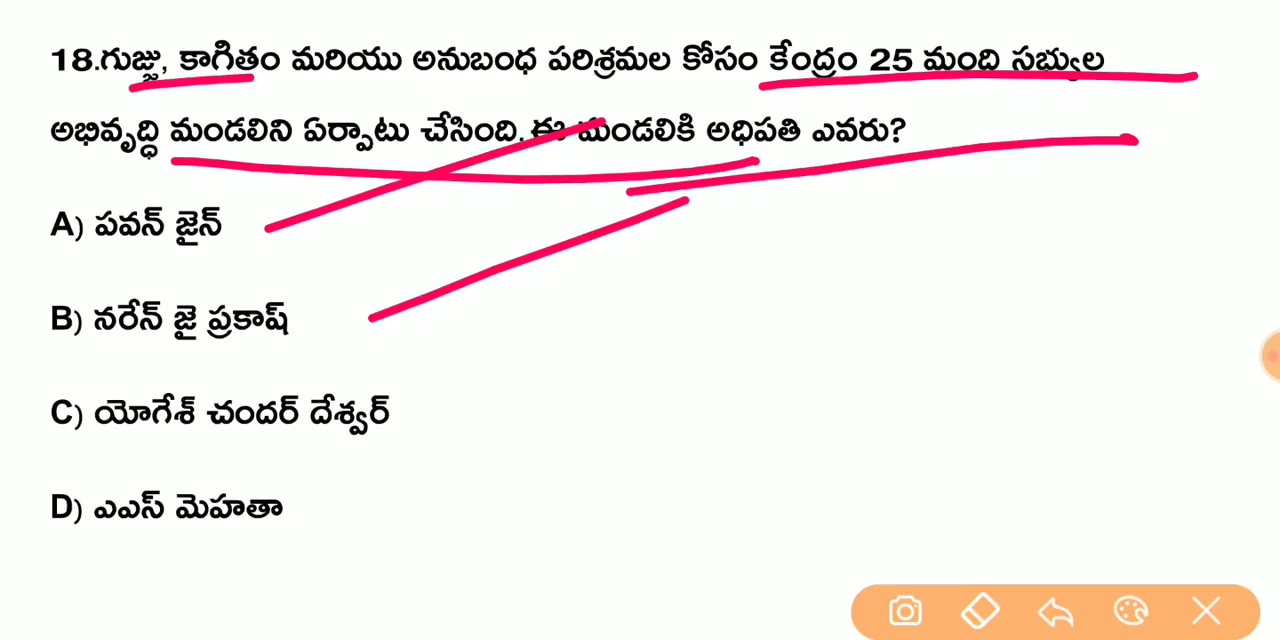 18.గుజ్జు, కాగితం మరియు అనుబంధ పరిశ్రమల కోసం కేంద్రం 25 మంది సభ్యుల
అభివృద్ధి మండలిని ఏర్పాటు చేసింది. ఈ మండలికి అధిపతి ఎవరు?
A) పవన్ జైన్
B) నరేన్ జై ప్రకాష్
C) యోగేశ్ చందర్ దేశ్వర్
D) ఎఎస్ మెహతా